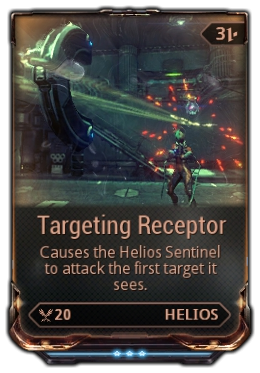 31
Targeting Receptor
Causes the Helios Sentinel
to attack the first target it
sees.
20 HELIOS